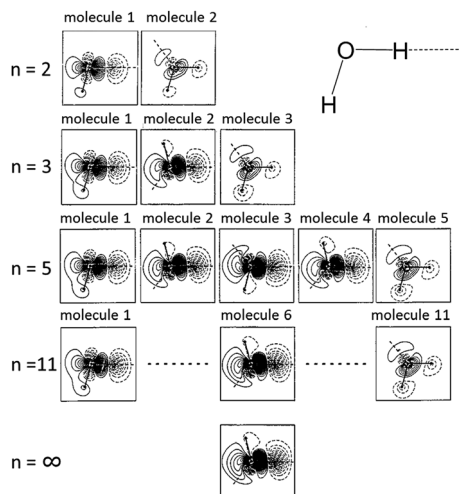 molecule 1 molecule 2
n = 2
O H
H
molecule 1 molecule 2 molecule 3
n = 3
molecule 1 molecule 2 molecule 3 molecule 4 molecule 5
n = 5
molecule 1 molecule 6 molecule 11
n =11
n = ∞